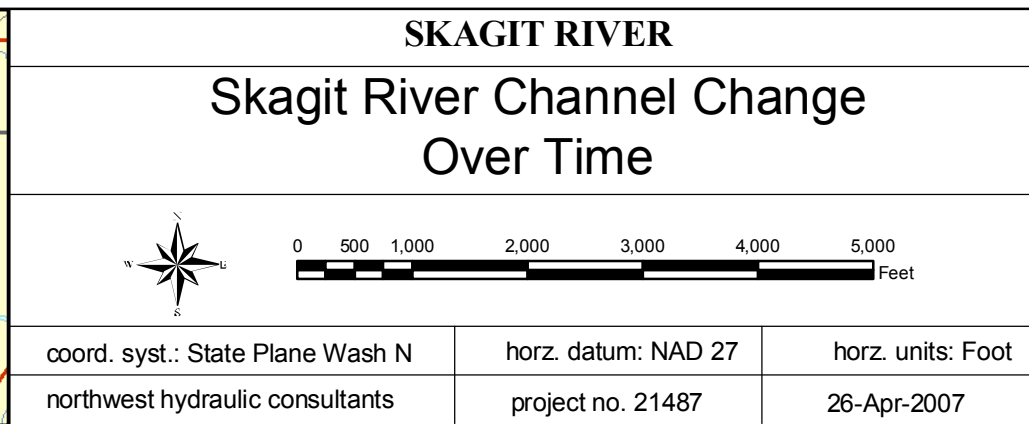 SKAGIT RIVER
Skagit River Channel Change
Over Time
N
W E
S
0 500 1,000 2,000 3,000 4,000 5,000
Feet
coord. syst.: State Plane Wash N horz. datum: NAD 27 horz. units: Foot
northwest hydraulic consultants project no. 21487 26-Apr-2007